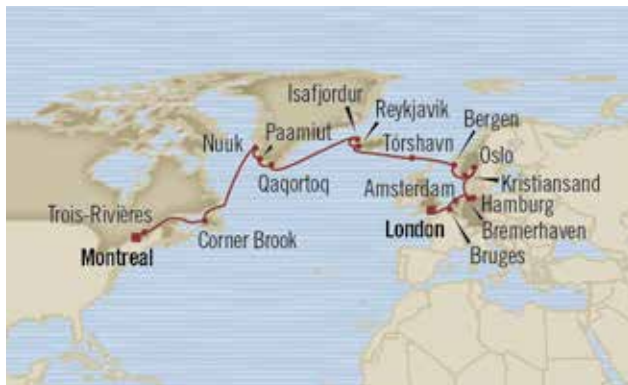 Isafjordur
Reykjavik
Bergen
Nuuk
Paamiut
Tórshavn
Oslo
Qaqortoq
Amsterdam
Kristiansand
Hamburg
Trois-Rivières
London
Bremerhaven
Corner Brook
Montreal
Bruges